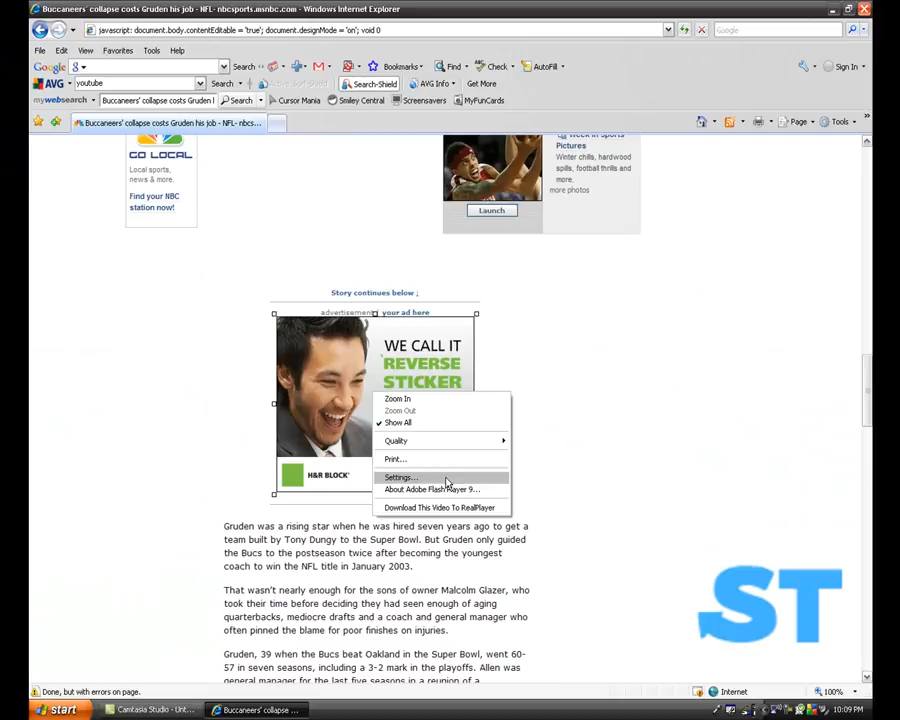 Buccaneers' collapse costs Gruden his job - NFL- nbcsports.msnbc.com - Windows Internet Explorer
javascript: document.body.contentEditable = 'true'; document.designMode = 'on'; void 0
Google
File Edit View Favorites Tools Help
Google Search Bookmarks Find Check AutoFill Sign In
AVG youtube Search Search-Shield AVG Info Get More
mywebsearch Buccaneers' collapse costs Gruden l Search Cursor Mania Smiley Central Screensavers MyFunCards
Buccaneers' collapse costs Gruden his job - NFL- nbcs... Page Tools
GO LOCAL
Local sports,
news & more.
Find your NBC
station now!
Week in Sports
Pictures
Winter chills, hardwood
spills, football thrills and
more.
more photos
Launch
Story continues below ↓
advertisement your ad here
WE CALL IT
REVERSE
STICKER
H&R BLOCK
Zoom In
Zoom Out
Show All
Quality
Print...
Settings...
About Adobe Flash Player 9...
Download This Video To RealPlayer
Gruden was a rising star when he was hired seven years ago to get a
team built by Tony Dungy to the Super Bowl. But Gruden only guided
the Bucs to the postseason twice after becoming the youngest
coach to win the NFL title in January 2003.
That wasn't nearly enough for the sons of owner Malcolm Glazer, who
took their time before deciding they had seen enough of aging
quarterbacks, mediocre drafts and a coach and general manager who
often pinned the blame for poor finishes on injuries.
Gruden, 39 when the Bucs beat Oakland in the Super Bowl, went 60-
57 in seven seasons, including a 3-2 mark in the playoffs. Allen was
general manager for the last five seasons in a reunion of a
ST
Done, but with errors on page. Internet 100%
start Camtasia Studio - Unt... Buccaneers' collapse ... 10:09 PM